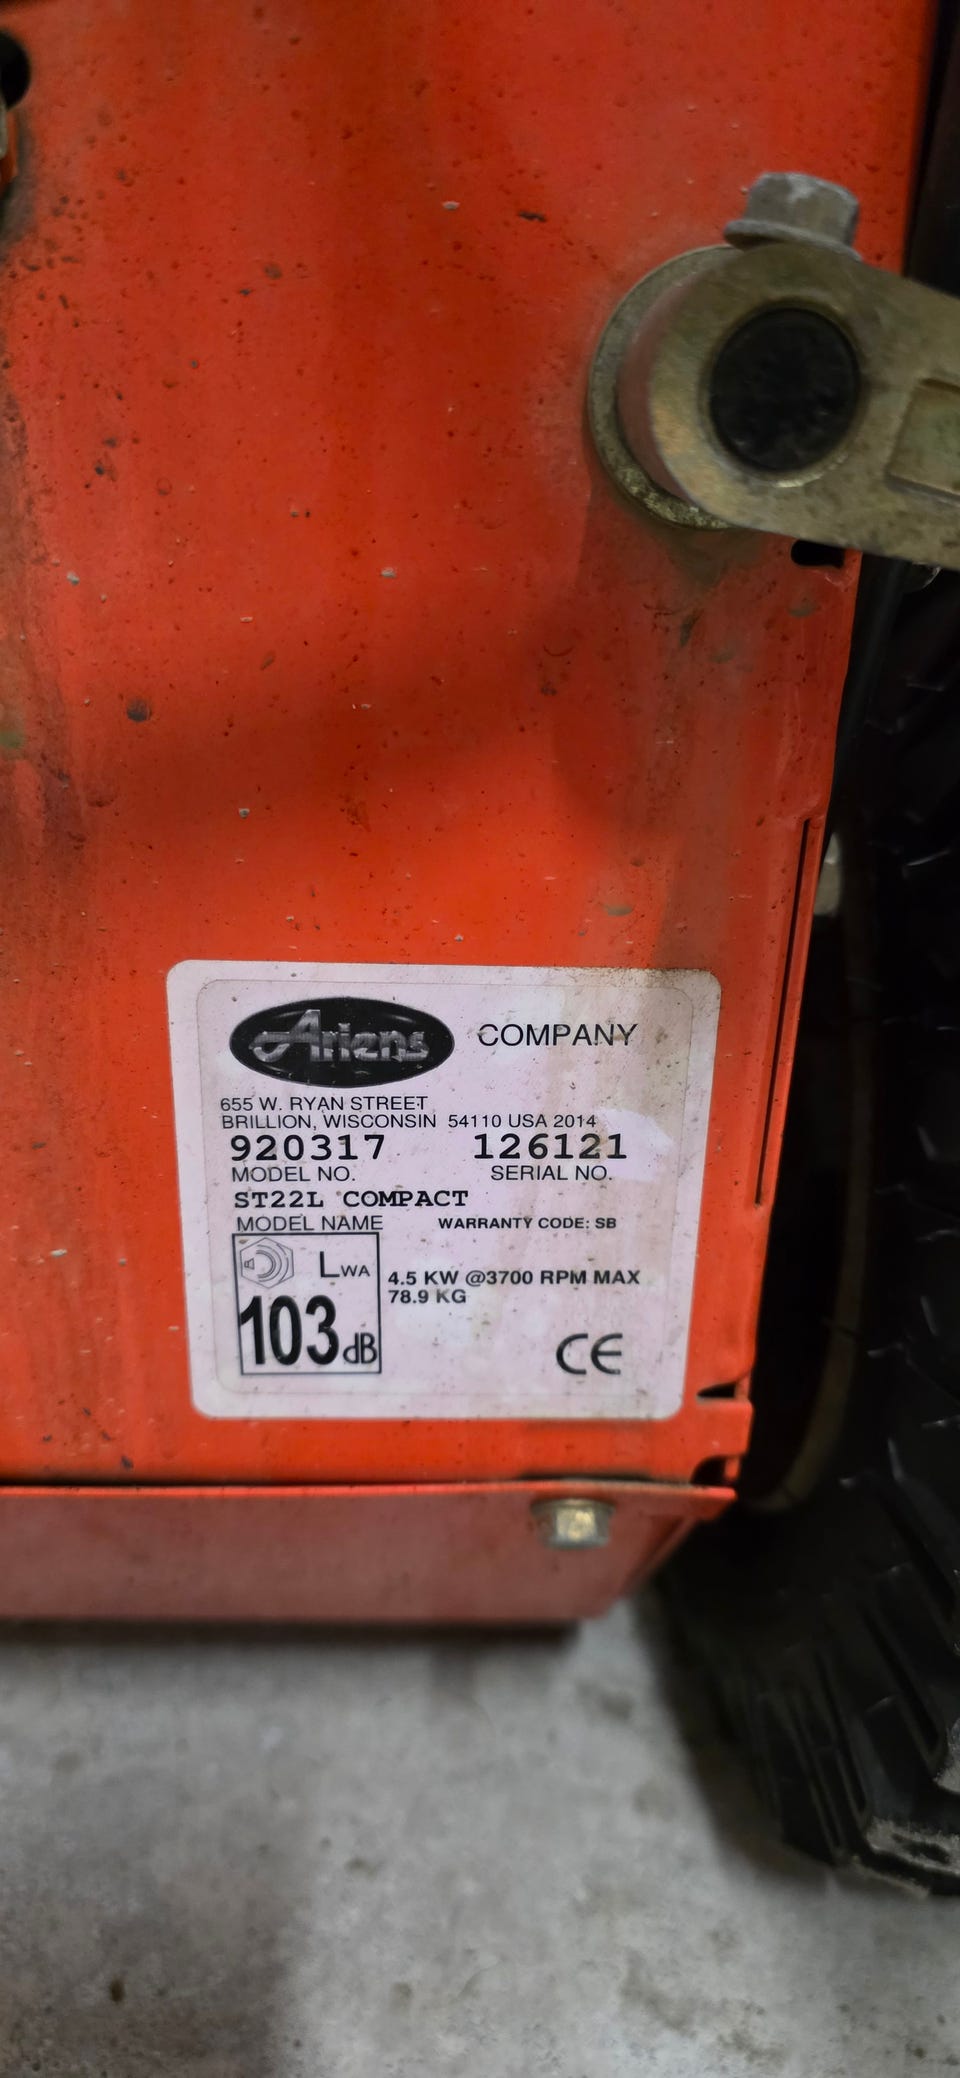 Ariens COMPANY
655 W. RYAN STREET
BRILLION, WISCONSIN 54110 USA 2014
920317 126121
MODEL NO. SERIAL NO.
ST22L COMPACT
MODEL NAME WARRANTY CODE: SB
LWA 4.5 KW @3700 RPM MAX
78.9 KG
103dB CE